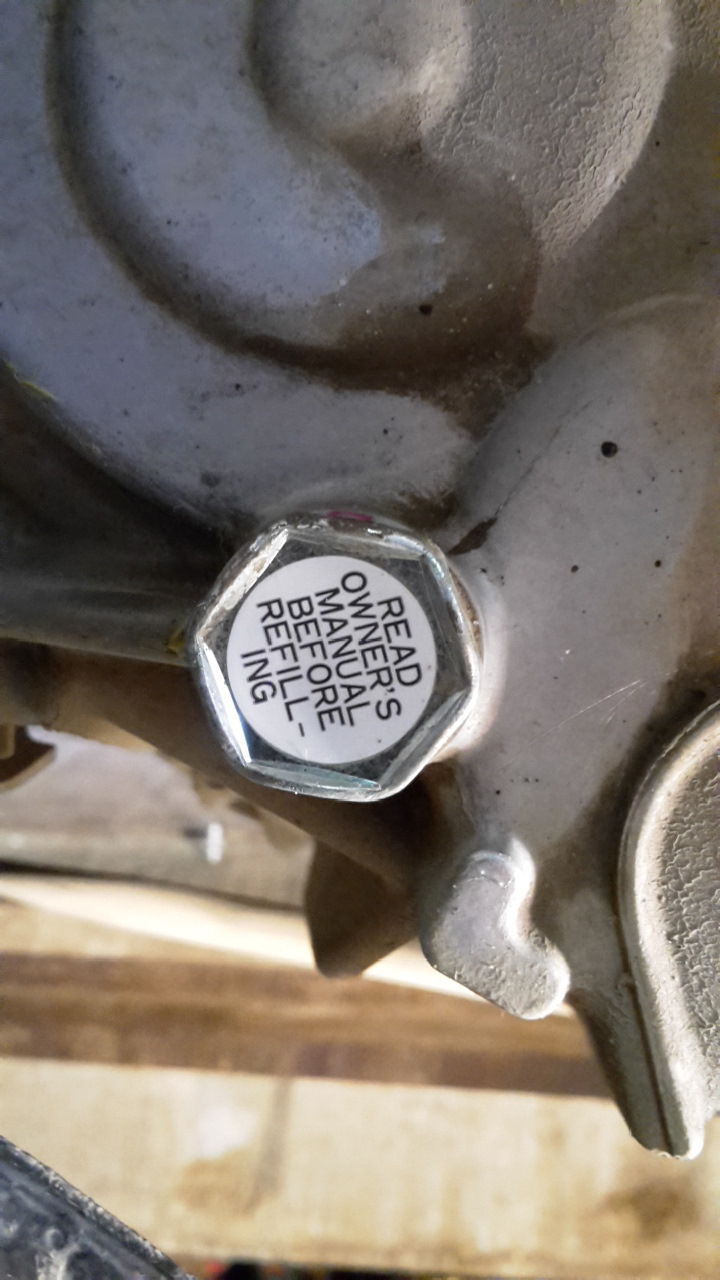 READ
OWNER'S
MANUAL
BEFORE
REFILL-
ING